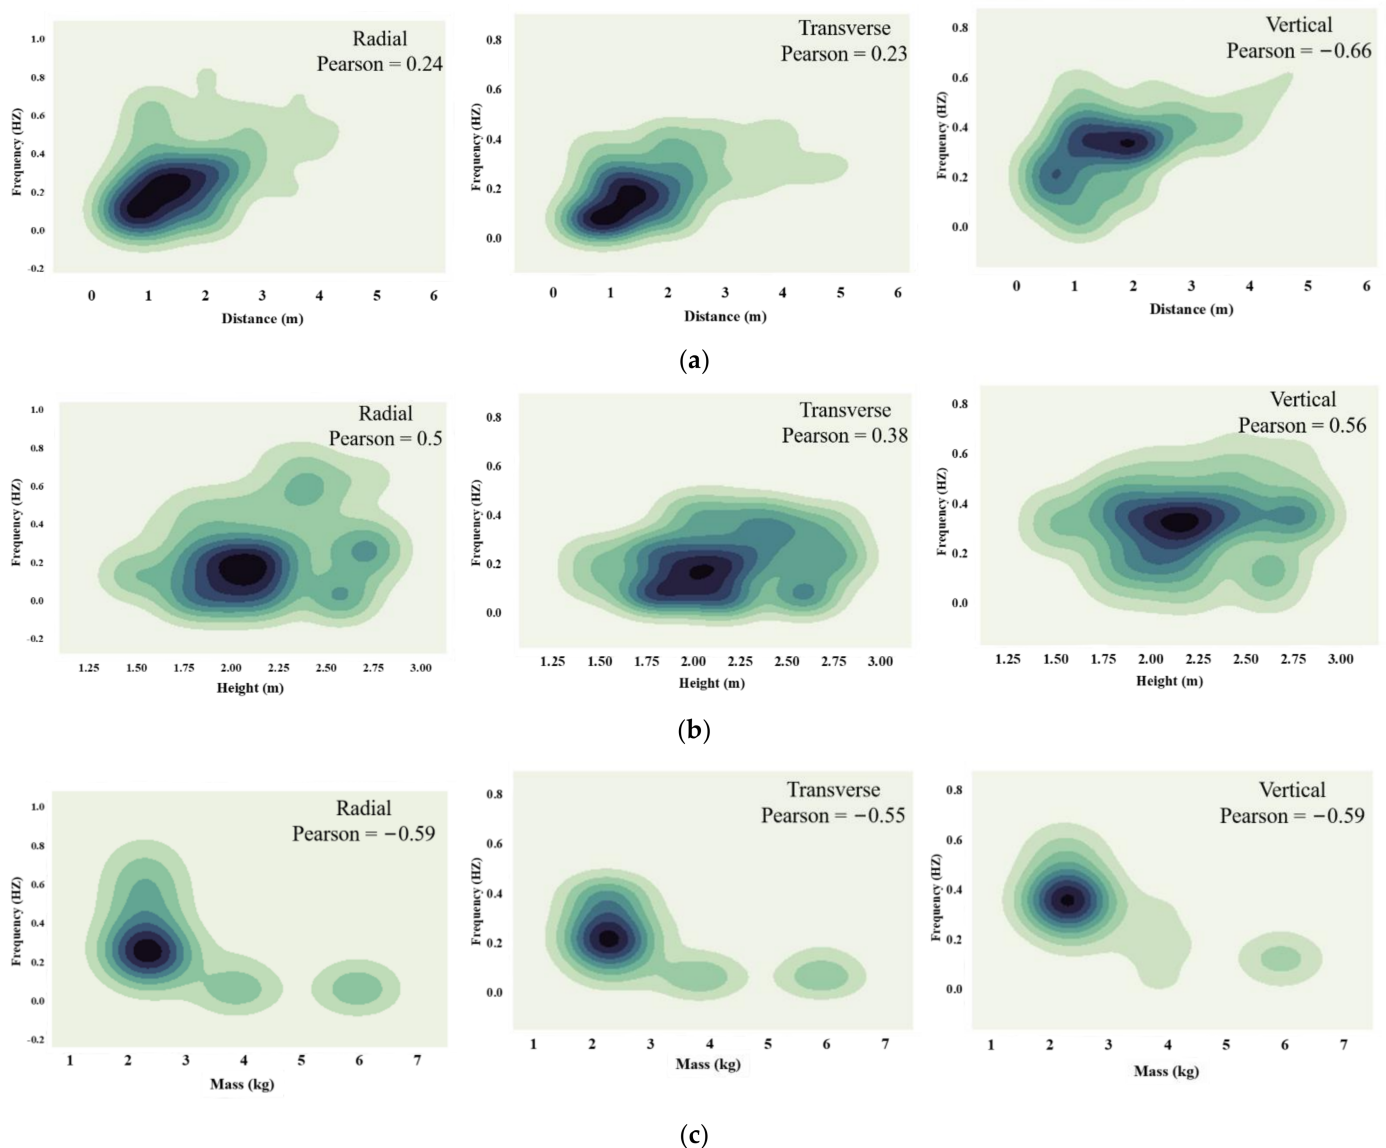 Radial
Pearson = 0.24
Frequency (HZ)
1.0
0.8
0.6
0.4
0.2
0.0
-0.2
0 1 2 3 4 5 6
Distance (m)
Transverse
Pearson = 0.23
Frequency (HZ)
0.8
0.6
0.4
0.2
0.0
0 1 2 3 4 5 6
Distance (m)
Vertical
Pearson = −0.66
Frequency (HZ)
0.8
0.6
0.4
0.2
0.0
0 1 2 3 4 5 6
Distance (m)
(a)
Radial
Pearson = 0.5
Frequency (HZ)
1.0
0.8
0.6
0.4
0.2
0.0
-0.2
1.25 1.50 1.75 2.00 2.25 2.50 2.75 3.00
Height (m)
Transverse
Pearson = 0.38
Frequency (HZ)
0.8
0.6
0.4
0.2
0.0
1.25 1.50 1.75 2.00 2.25 2.50 2.75 3.00
Height (m)
Vertical
Pearson = 0.56
Frequency (HZ)
0.8
0.6
0.4
0.2
0.0
1.25 1.50 1.75 2.00 2.25 2.50 2.75 3.00
Height (m)
(b)
Radial
Pearson = −0.59
Frequency (HZ)
1.0
0.8
0.6
0.4
0.2
0.0
-0.2
1 2 3 4 5 6 7
Mass (kg)
Transverse
Pearson = −0.55
Frequency (HZ)
0.8
0.6
0.4
0.2
0.0
1 2 3 4 5 6 7
Mass (kg)
Vertical
Pearson = −0.59
Frequency (HZ)
0.8
0.6
0.4
0.2
0.0
1 2 3 4 5 6 7
Mass (kg)
(c)